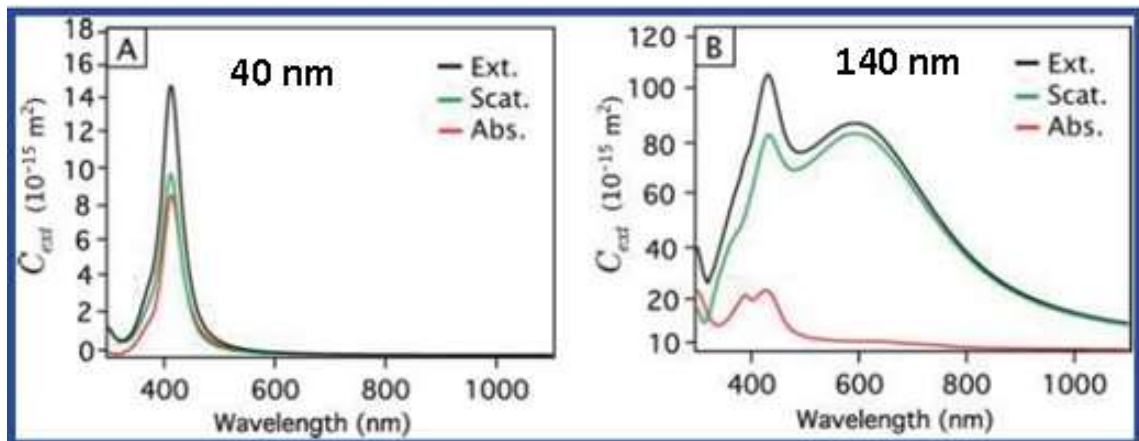 A
40 nm
Ext.
Scat.
Abs.
18
16
14
12
10
8
6
4
2
0
C_ext (10⁻¹⁵ m²)
400
600
800
1000
Wavelength (nm)
B
140 nm
Ext.
Scat.
Abs.
120
100
80
60
40
20
10
C_ext (10⁻¹⁵ m²)
400
600
800
1000
Wavelength (nm)